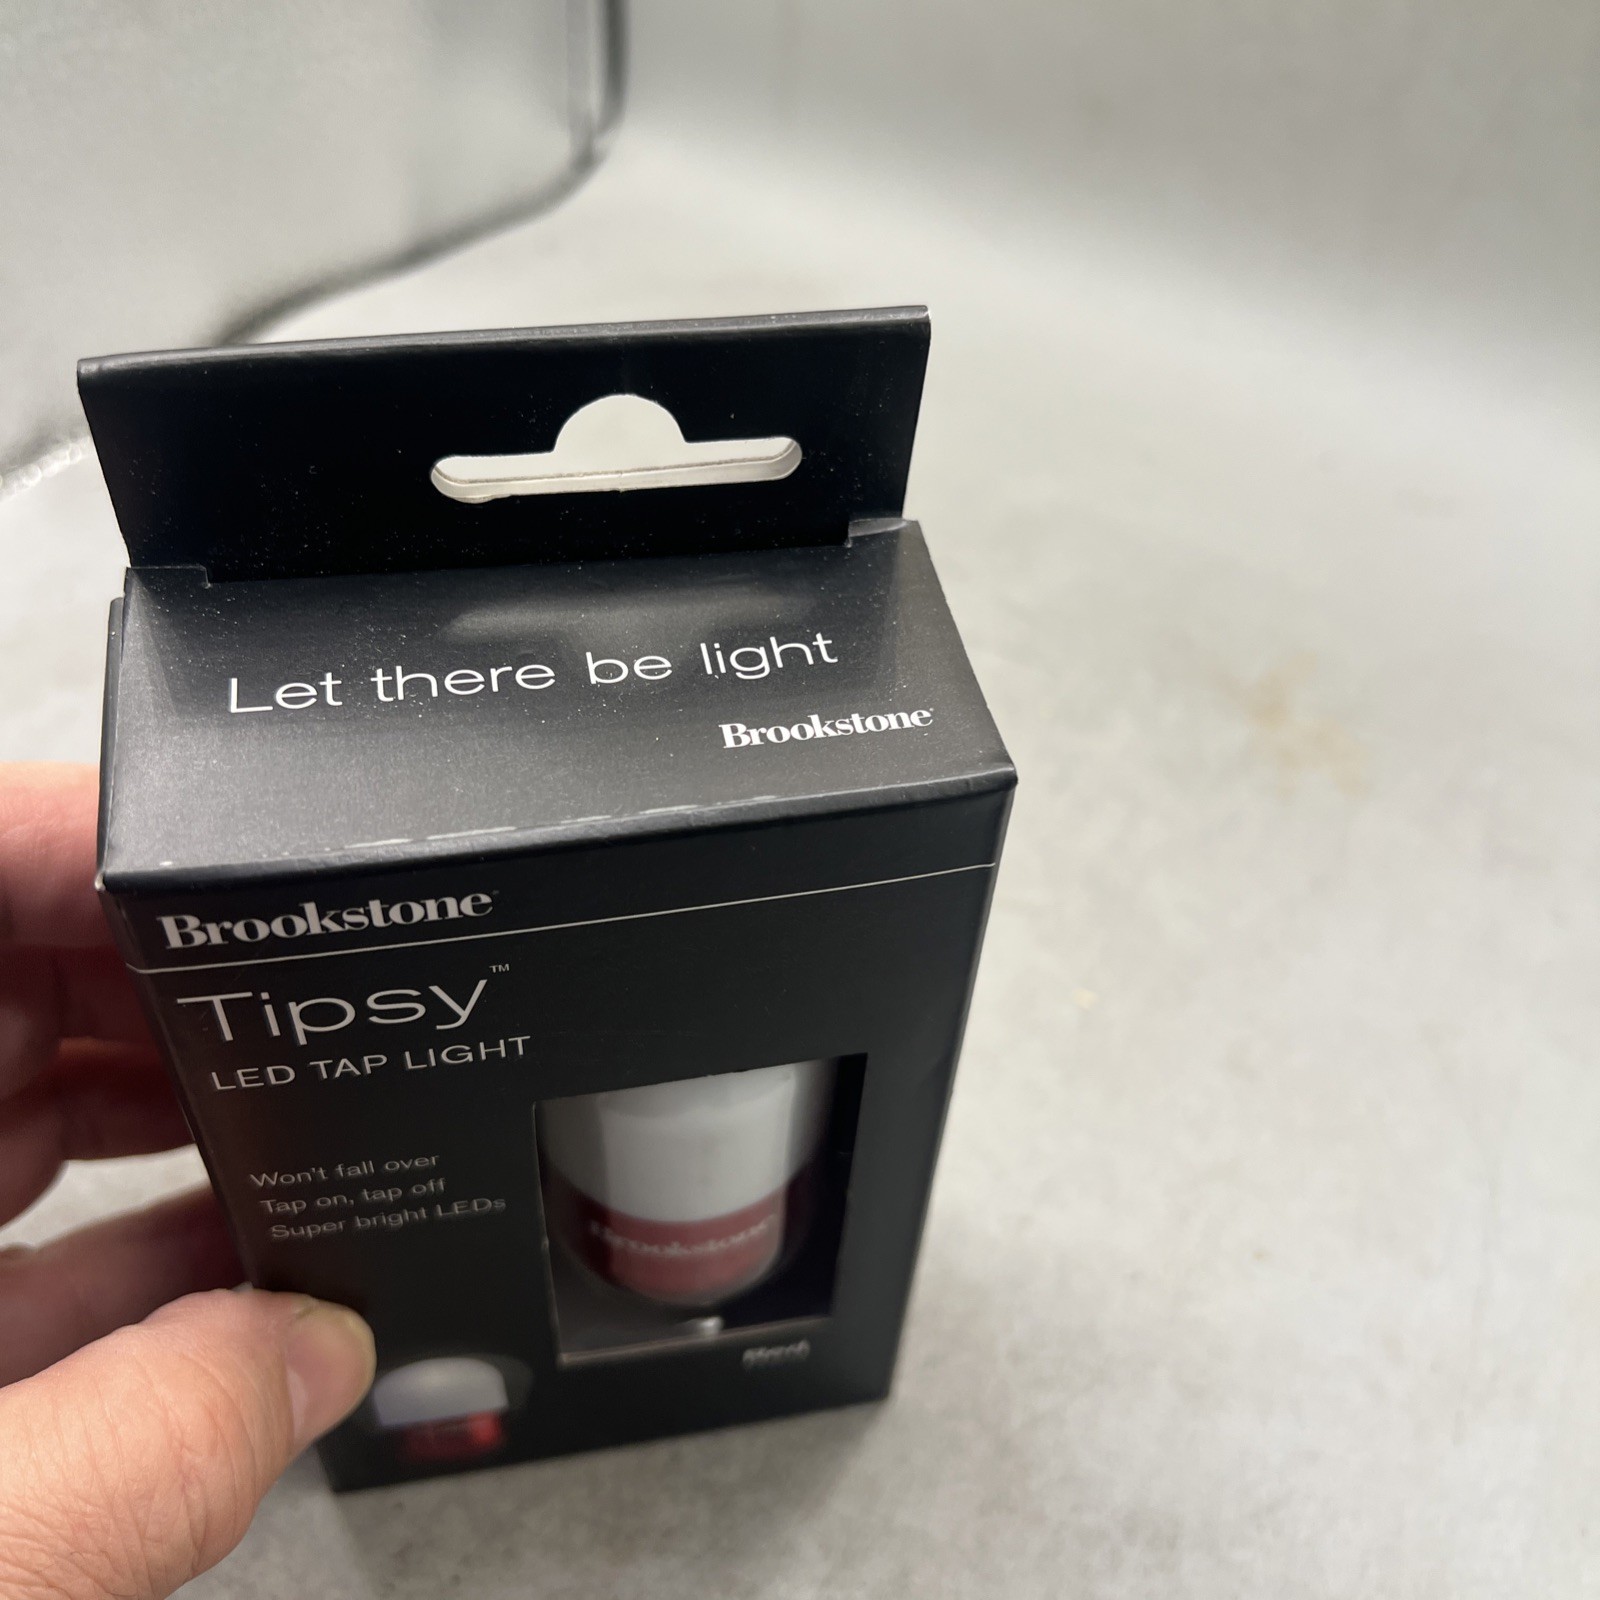 Let there be light
Brookstone
Brookstone
Tipsy™
LED TAP LIGHT
Won't fall over
Tap on, tap off
Super bright LEDs
Brookstone